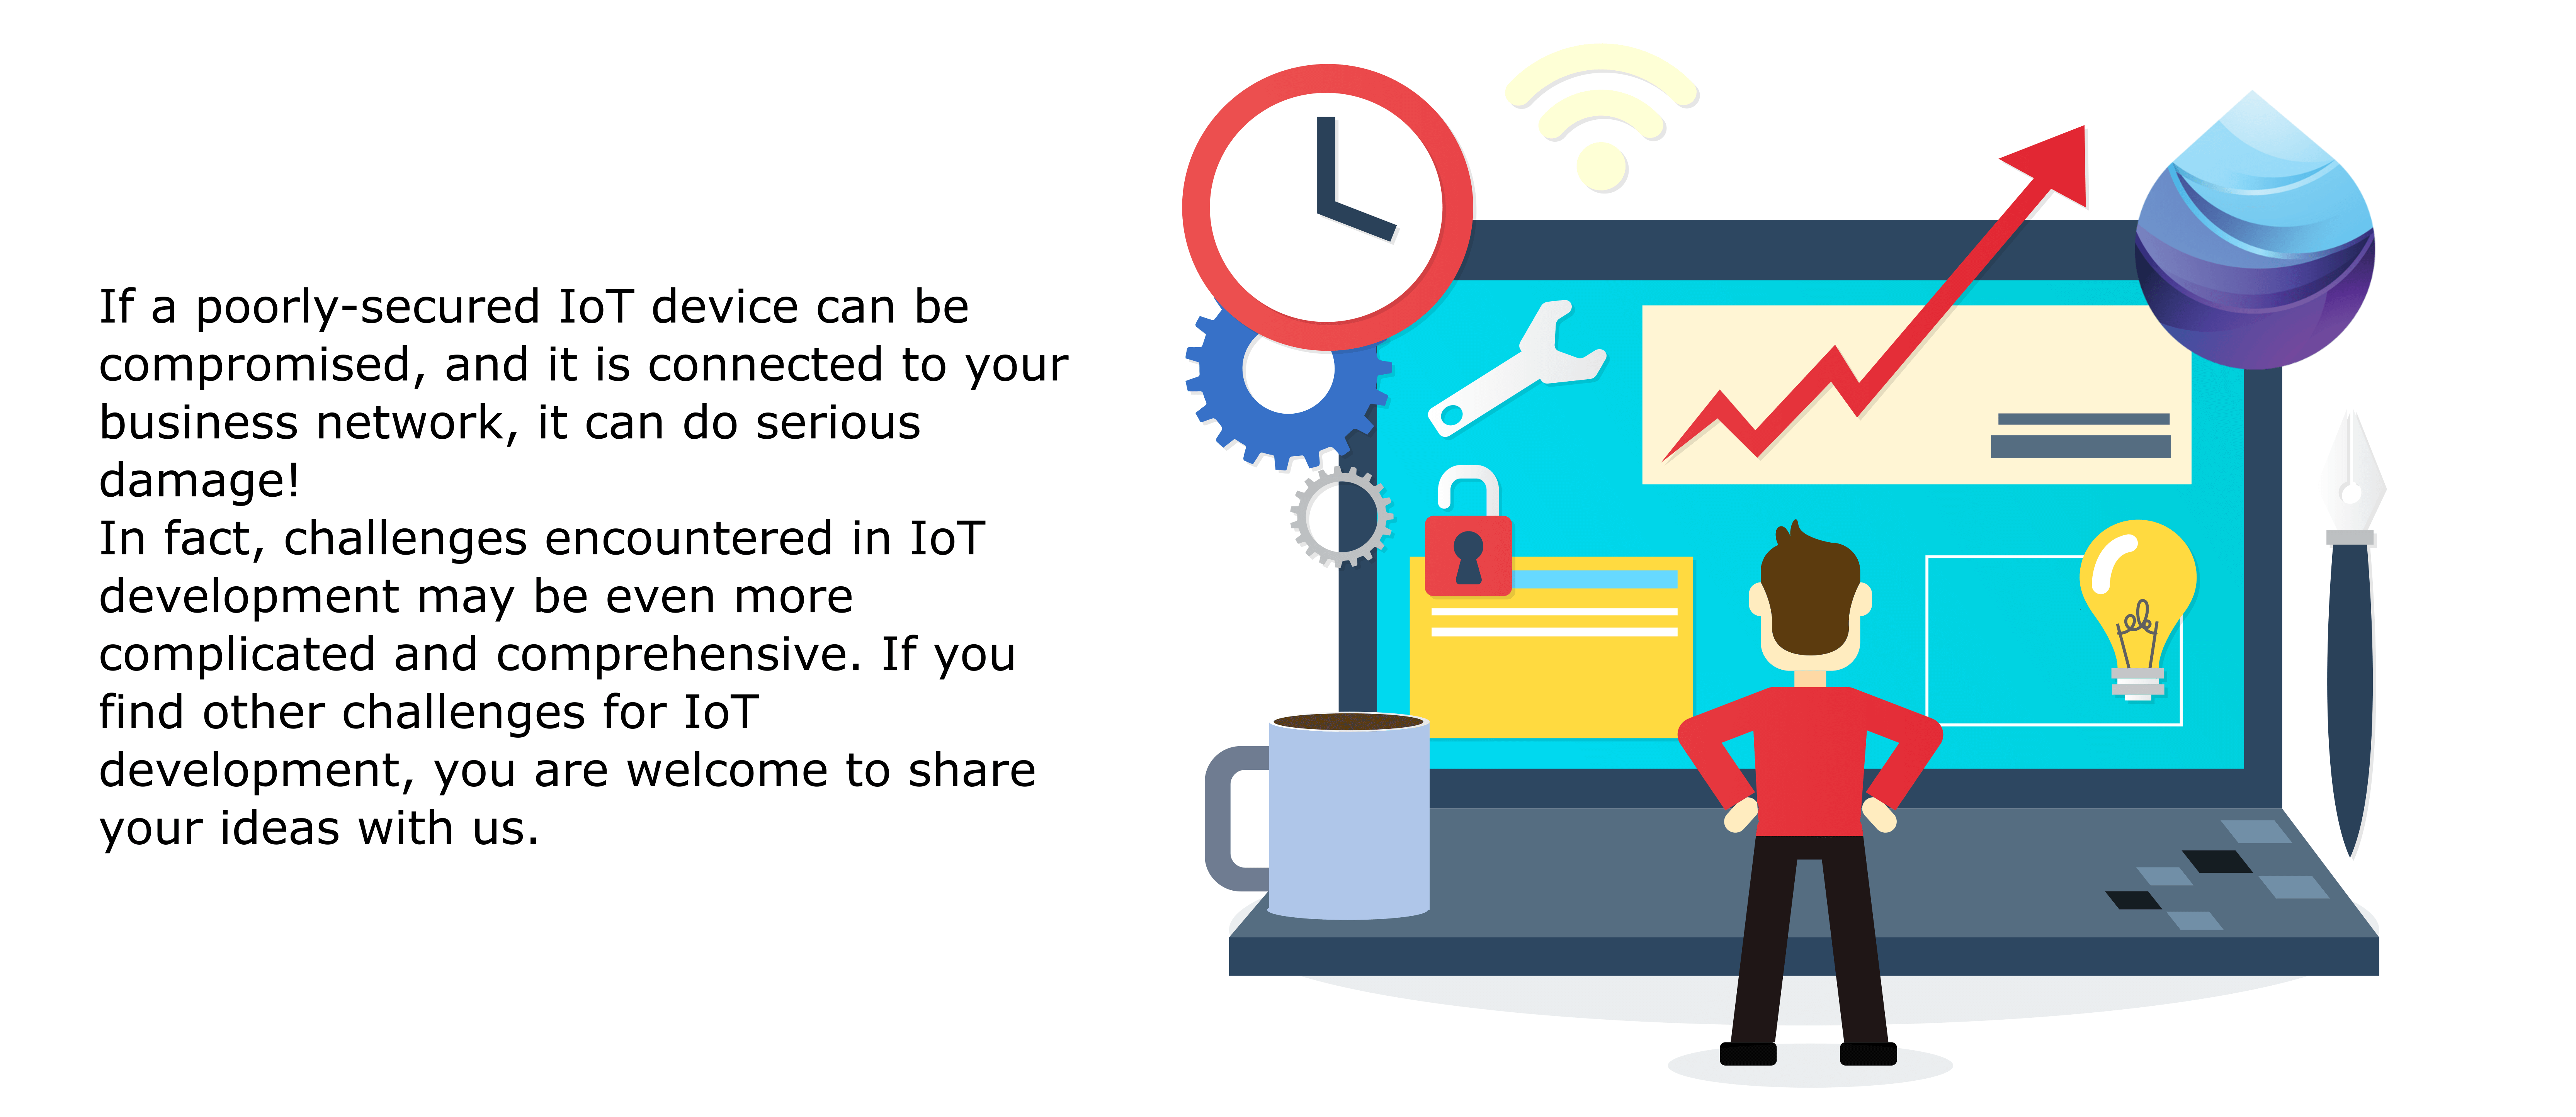 If a poorly-secured IoT device can be
compromised, and it is connected to your
business network, it can do serious
damage!
In fact, challenges encountered in IoT
development may be even more
complicated and comprehensive. If you
find other challenges for IoT
development, you are welcome to share
your ideas with us.